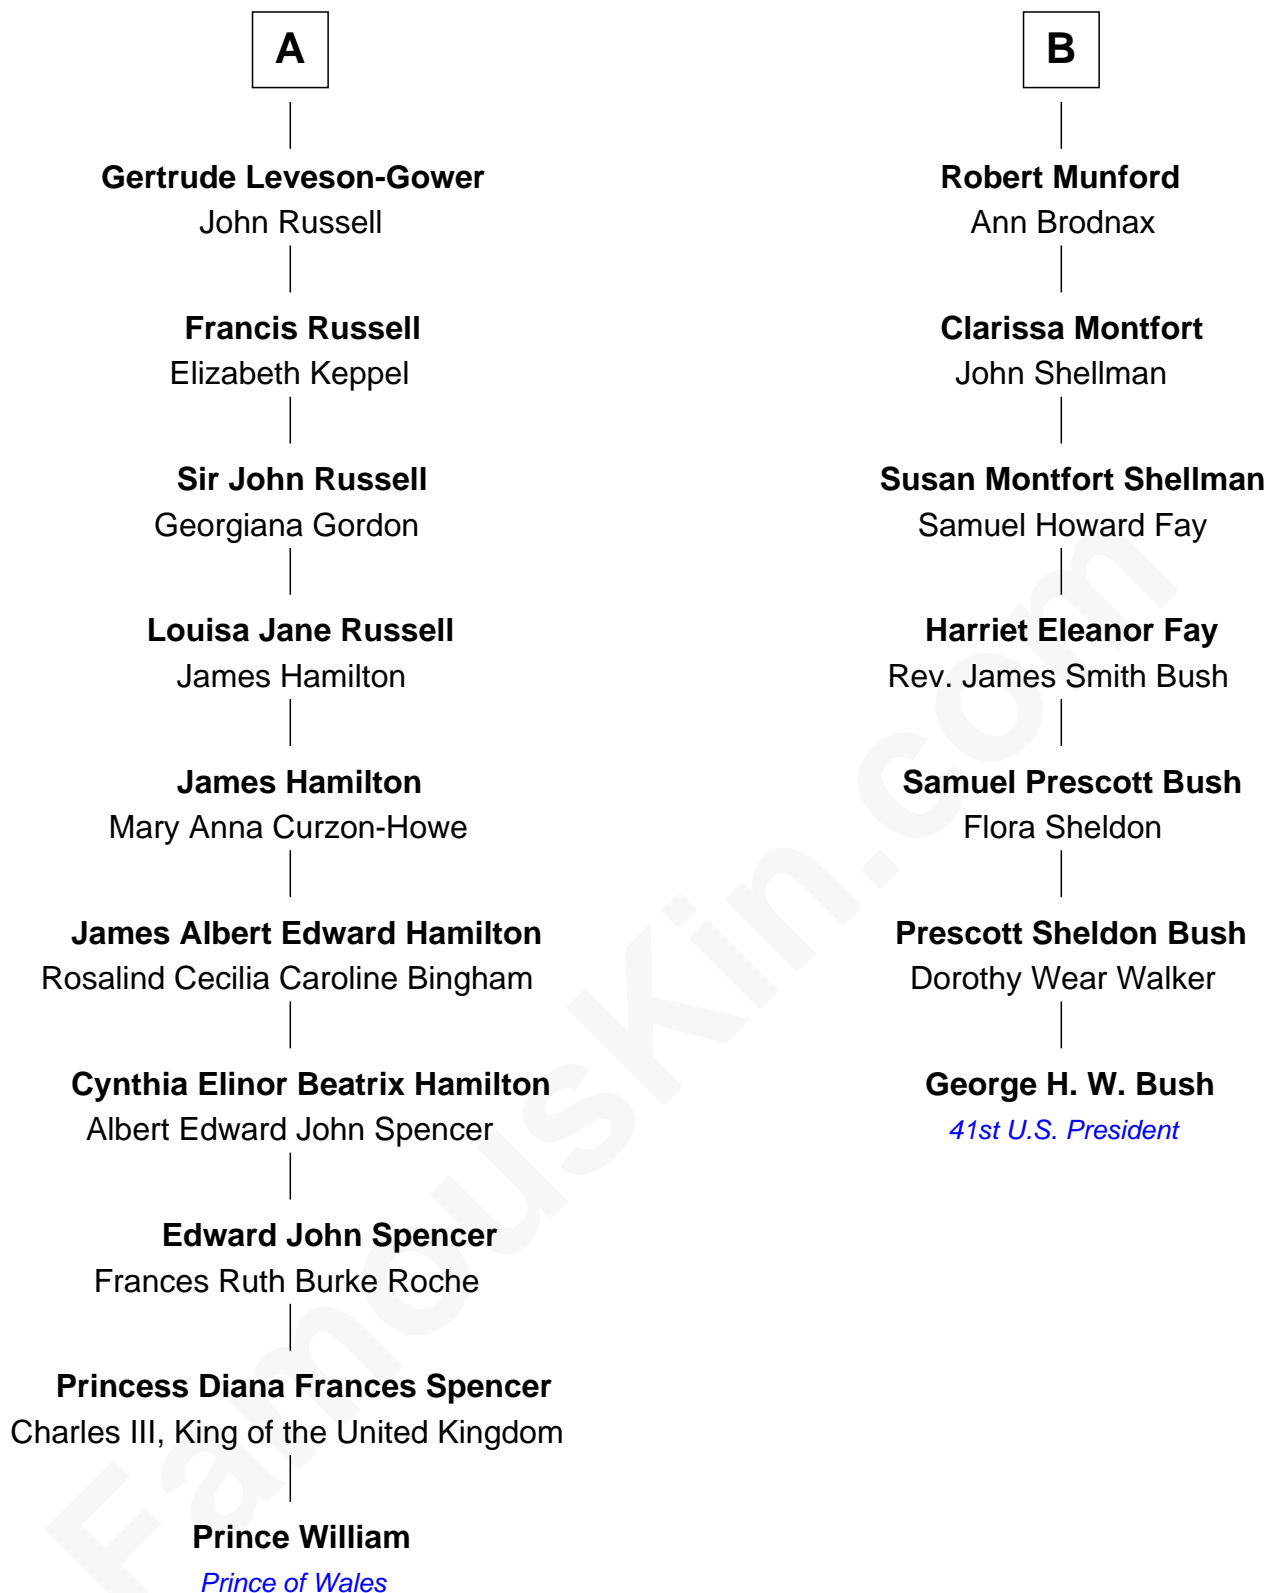 A
Gertrude Leveson-Gower
John Russell
Francis Russell
Elizabeth Keppel
Sir John Russell
Georgiana Gordon
Louisa Jane Russell
James Hamilton
James Hamilton
Mary Anna Curzon-Howe
James Albert Edward Hamilton
Rosalind Cecilia Caroline Bingham
Cynthia Elinor Beatrix Hamilton
Albert Edward John Spencer
Edward John Spencer
Frances Ruth Burke Roche
Princess Diana Frances Spencer
Charles III, King of the United Kingdom
Prince William
Prince of Wales
B
Robert Munford
Ann Brodnax
Clarissa Montfort
John Shellman
Susan Montfort Shellman
Samuel Howard Fay
Harriet Eleanor Fay
Rev. James Smith Bush
Samuel Prescott Bush
Flora Sheldon
Prescott Sheldon Bush
Dorothy Wear Walker
George H. W. Bush
41st U.S. President
FamousKin.com